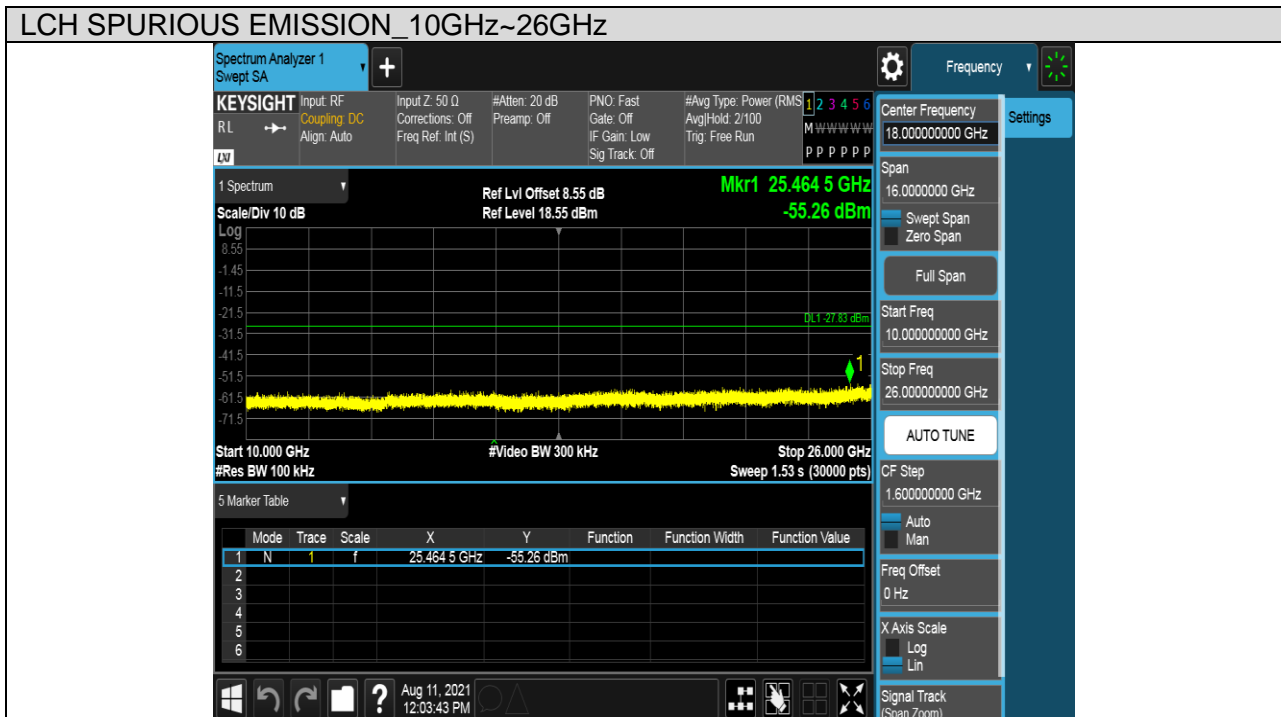 LCH SPURIOUS EMISSION_10GHz~26GHz
Spectrum Analyzer 1
Swept SA
+
Frequency
KEYSIGHT
RL
LXI
Input: RF
Coupling: DC
Align: Auto
Input Z: 50 Ω
Corrections: Off
Freq Ref: Int (S)
#Atten: 20 dB
Preamp: Off
PNO: Fast
Gate: Off
IF Gain: Low
Sig Track: Off
#Avg Type: Power (RMS
Avg|Hold: 2/100
Trig: Free Run
1 2 3 4 5 6
M W W W W W
P P P P P P
1 Spectrum
Scale/Div 10 dB
Ref Lvl Offset 8.55 dB
Ref Level 18.55 dBm
Mkr1 25.464 5 GHz
-55.26 dBm
Log
8.55
-1.45
-11.5
-21.5
-31.5
-41.5
-51.5
-61.5
-71.5
DL1 -27.83 dBm
1
Start 10.000 GHz
#Res BW 100 kHz
#Video BW 300 kHz
Stop 26.000 GHz
Sweep 1.53 s (30000 pts)
5 Marker Table
Mode Trace Scale X Y Function Function Width Function Value
1 N 1 f 25.464 5 GHz -55.26 dBm
2
3
4
5
6
?
Aug 11, 2021
12:03:43 PM
Center Frequency
18.000000000 GHz
Span
16.0000000 GHz
Swept Span
Zero Span
Full Span
Start Freq
10.000000000 GHz
Stop Freq
26.000000000 GHz
AUTO TUNE
CF Step
1.600000000 GHz
Auto
Man
Freq Offset
0 Hz
X Axis Scale
Log
Lin
Signal Track
(Span Zoom)
Settings